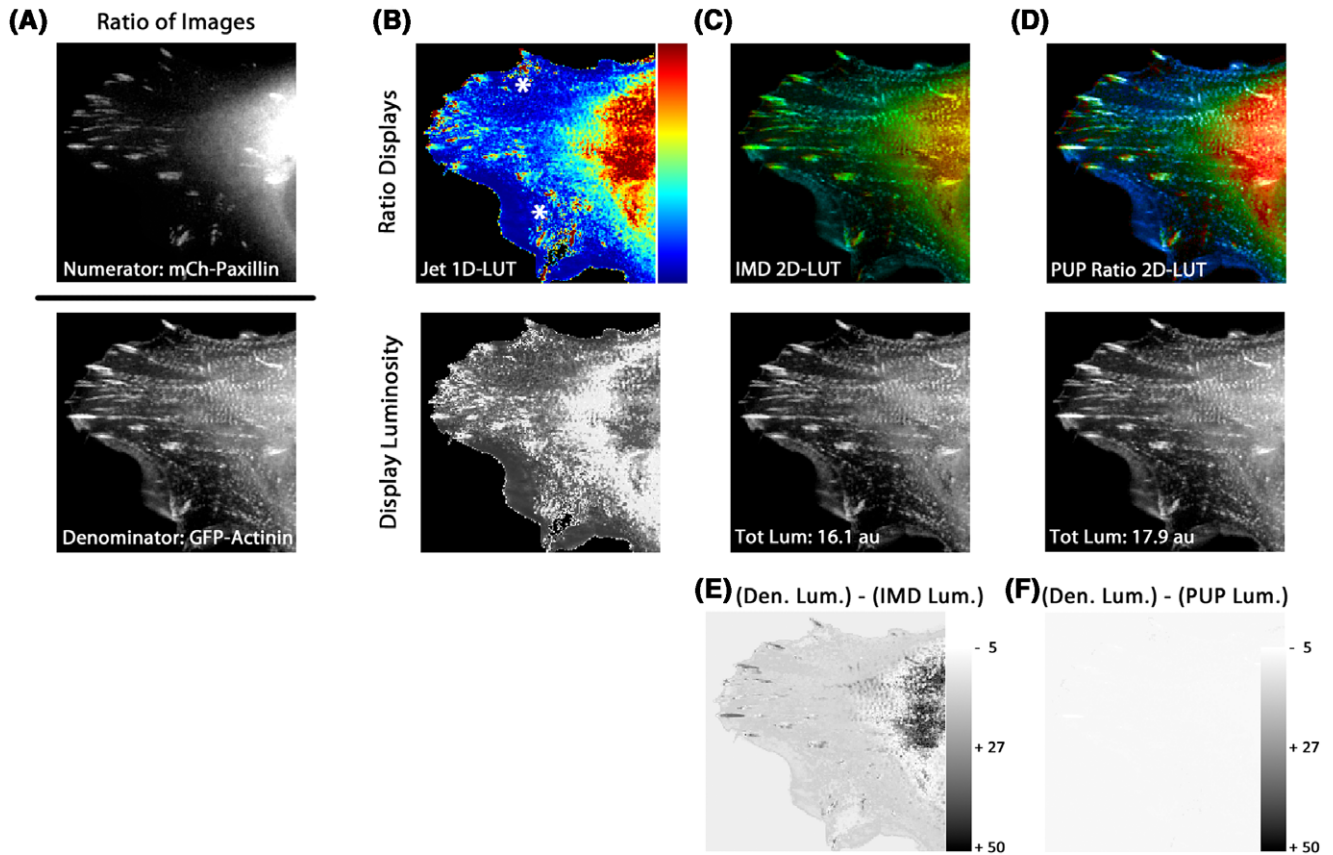 (A)
Ratio of Images
Numerator: mCh-Paxillin
Denominator: GFP-Actinin
(B)
Ratio Displays
*
*
Jet 1D-LUT
Display Luminosity
(C)
IMD 2D-LUT
Tot Lum: 16.1 au
(D)
PUP Ratio 2D-LUT
Tot Lum: 17.9 au
(E) (Den. Lum.) - (IMD Lum.)
- 5
+ 27
+ 50
(F) (Den. Lum.) - (PUP Lum.)
- 5
+ 27
+ 50